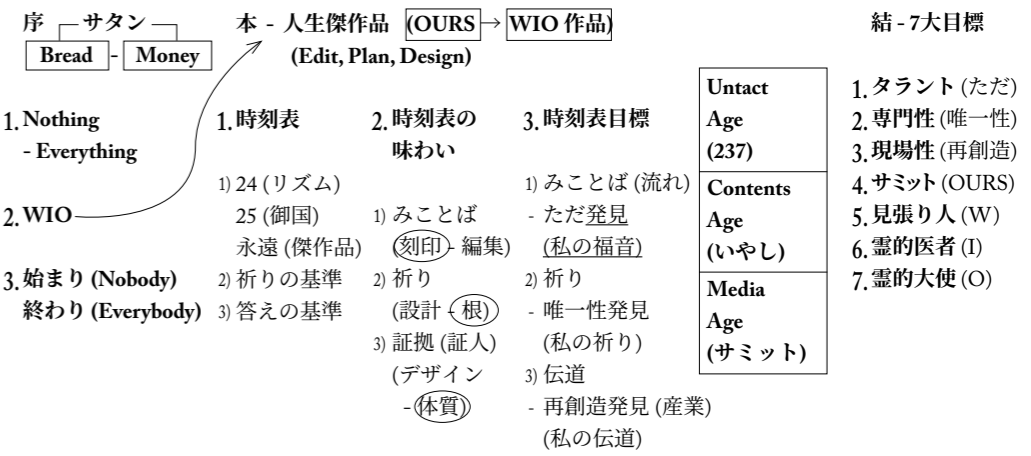 序 サタン
Bread - Money
1. Nothing
- Everything
2. WIO
3. 始まり (Nobody)
終わり (Everybody)
本 - 人生傑作品 (OURS → WIO 作品)
(Edit, Plan, Design)
1. 時刻表
1) 24 (リズム)
25 (御国)
永遠 (傑作品)
2) 祈りの基準
3) 答えの基準
2. 時刻表の
味わい
1) みことば
(刻印 - 編集)
2) 祈り
(設計 - 根)
3) 証拠 (証人)
(デザイン
- 体質)
3. 時刻表目標
1) みことば (流れ)
- ただ発見
(私の福音)
2) 祈り
- 唯一性発見
(私の祈り)
3) 伝道
- 再創造発見 (産業)
(私の伝道)
Untact
Age
(237)
Contents
Age
(いやし)
Media
Age
(サミット)
結 - 7大目標
1. タラント (ただ)
2. 専門性 (唯一性)
3. 現場性 (再創造)
4. サミット (OURS)
5. 見張り人 (W)
6. 霊的医者 (I)
7. 霊的大使 (O)